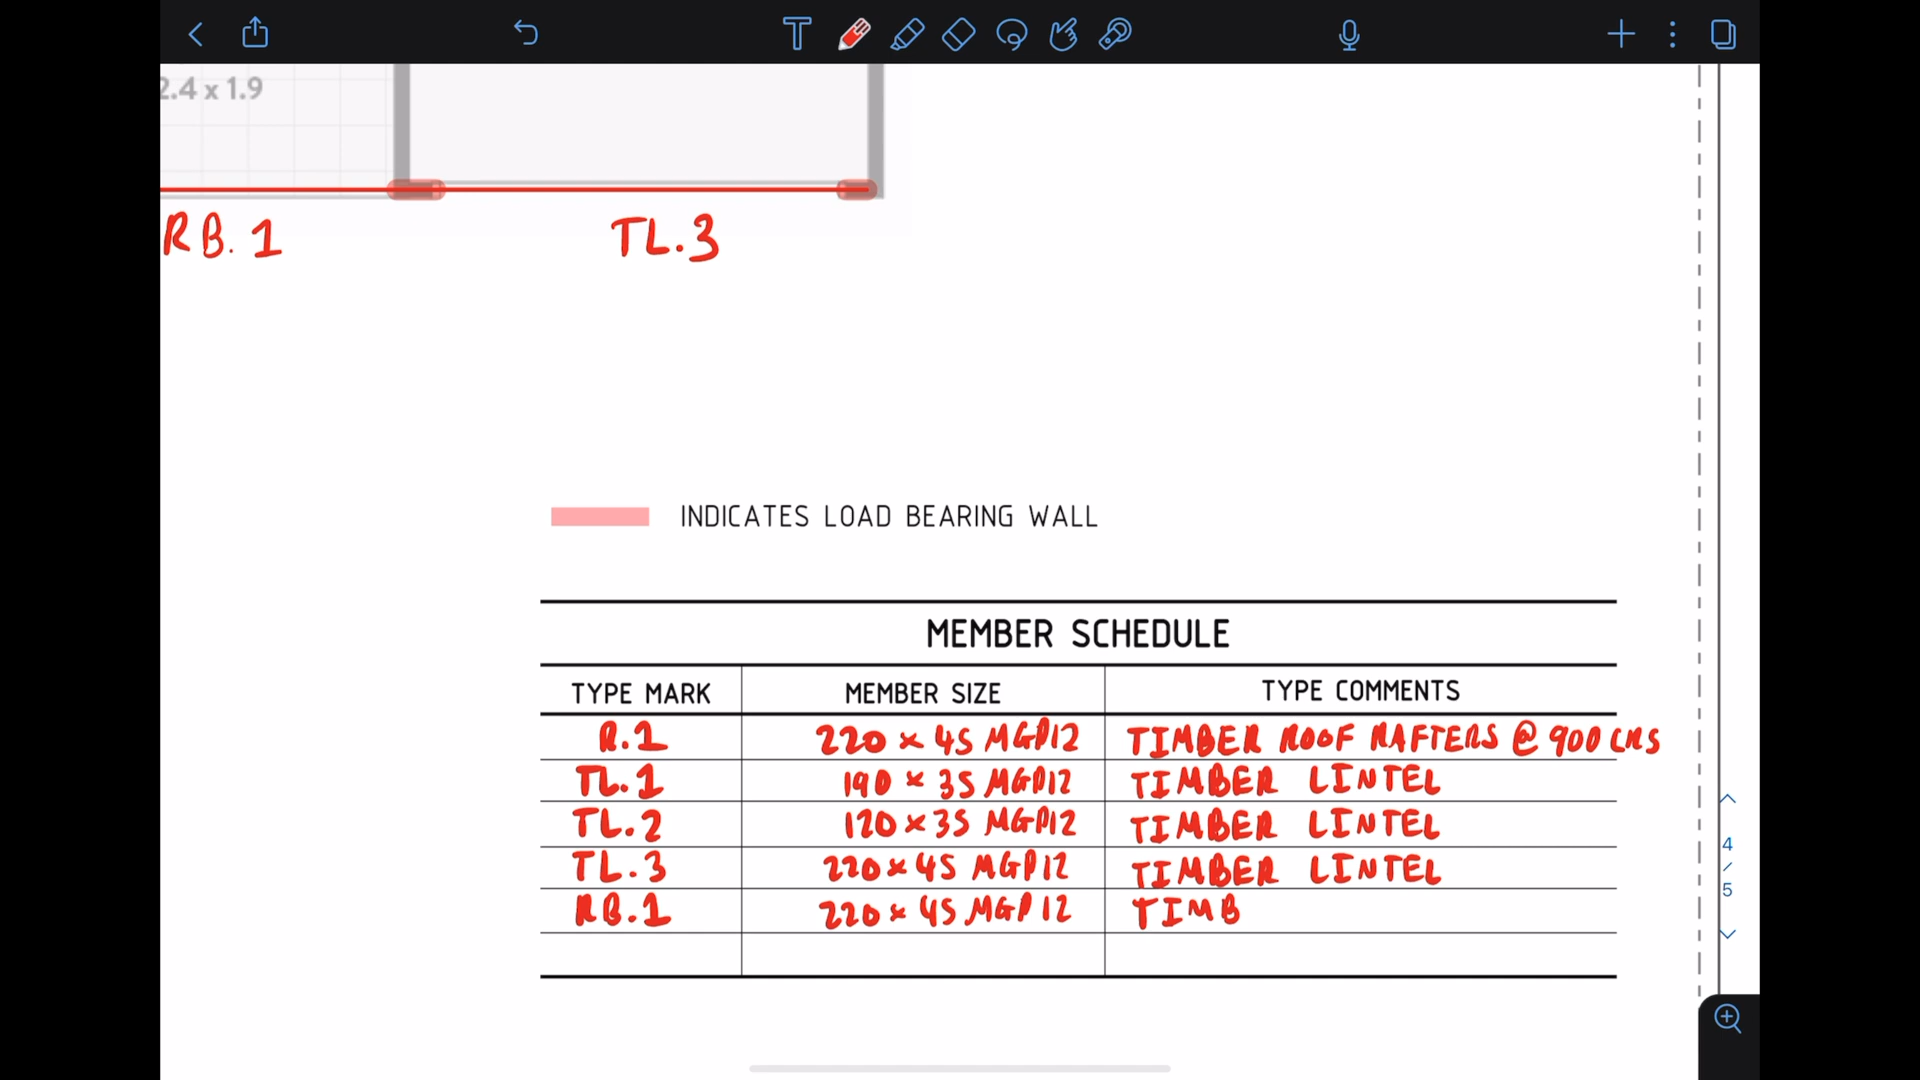 2.4 x 1.9
RB.1 TL.3
INDICATES LOAD BEARING WALL
MEMBER SCHEDULE
TYPE MARK MEMBER SIZE TYPE COMMENTS
R.1 220 x 45 MGP12 TIMBER ROOF RAFTERS @ 900 CRS
TL.1 190 x 35 MGP12 TIMBER LINTEL
TL.2 120 x 35 MGP12 TIMBER LINTEL
TL.3 220 x 45 MGP12 TIMBER LINTEL
RB.1 220 x 45 MGP12 TIMB
4
/
5